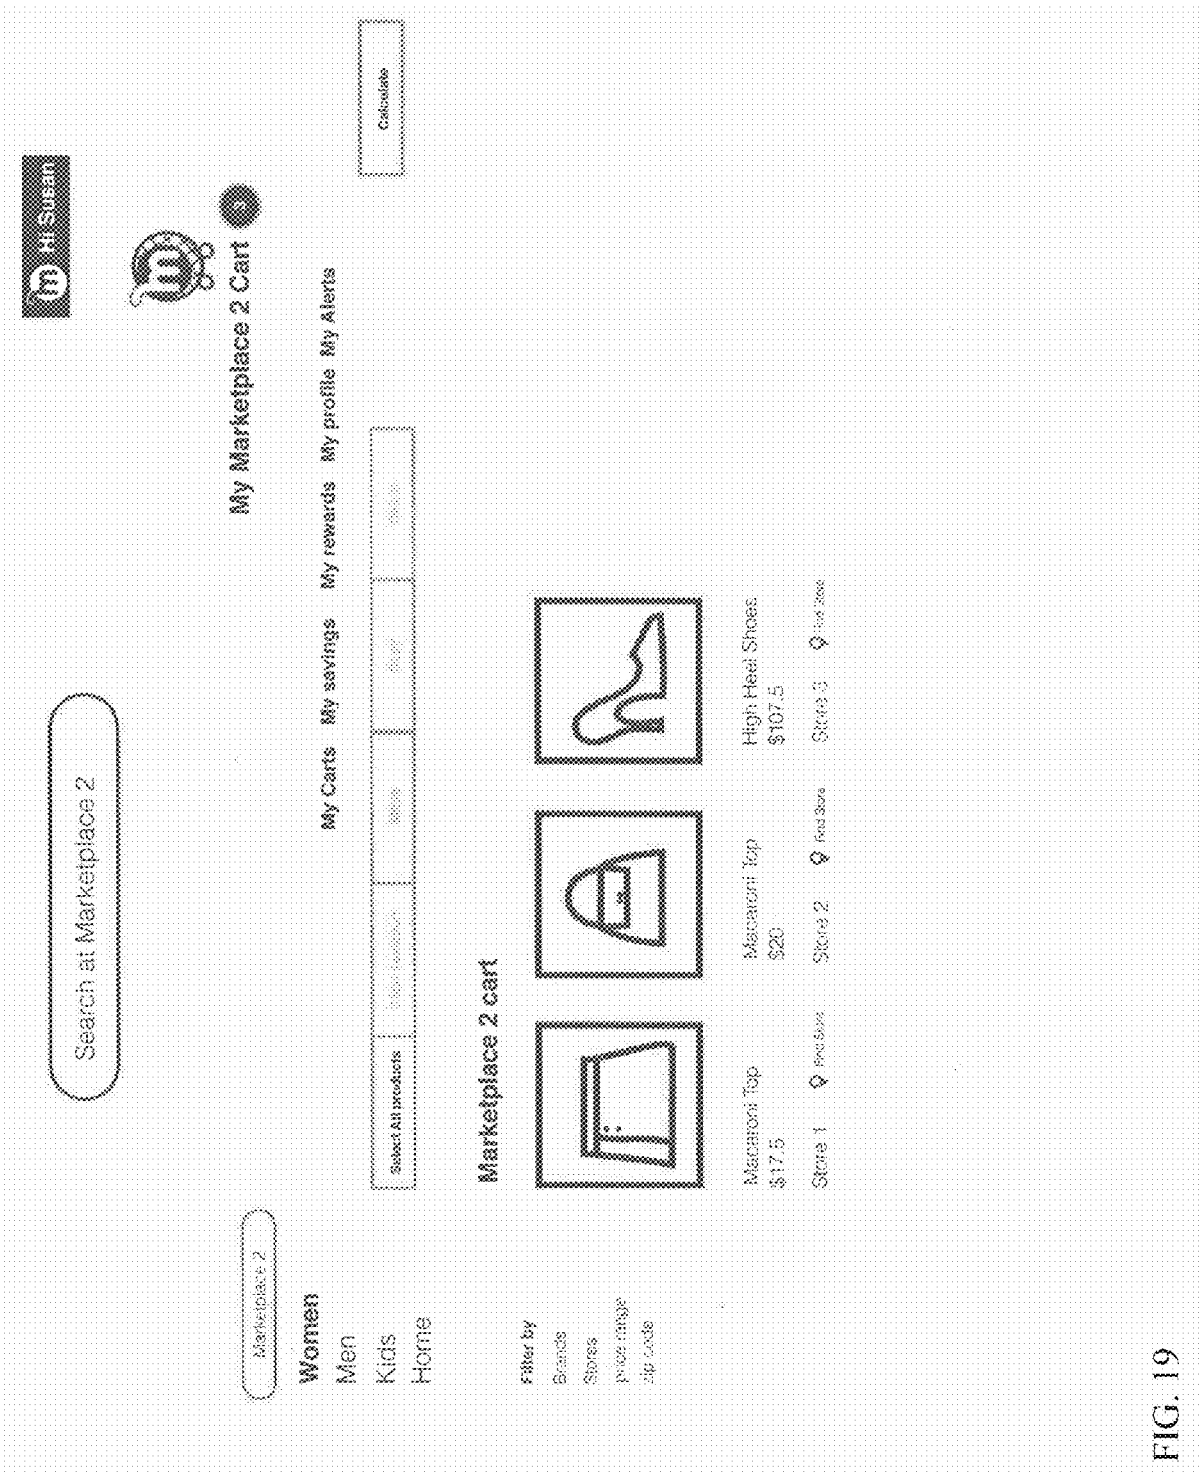 m Hi Susan
Search at Marketplace 2
m
My Marketplace 2 Cart 3
Marketplace 2
Women
Men
Kids
Home
My Carts My savings My rewards My profile My Alerts
Calculate
Select All products
Marketplace 2 cart
Filter by
Brands
Stores
price range
zip code
Macaroni Top
$17.5
Store 1 Find Store
Macaroni Top
$20
Store 2 Find Store
High Heel Shoes
$107.5
Store 3 Find Store
FIG. 19